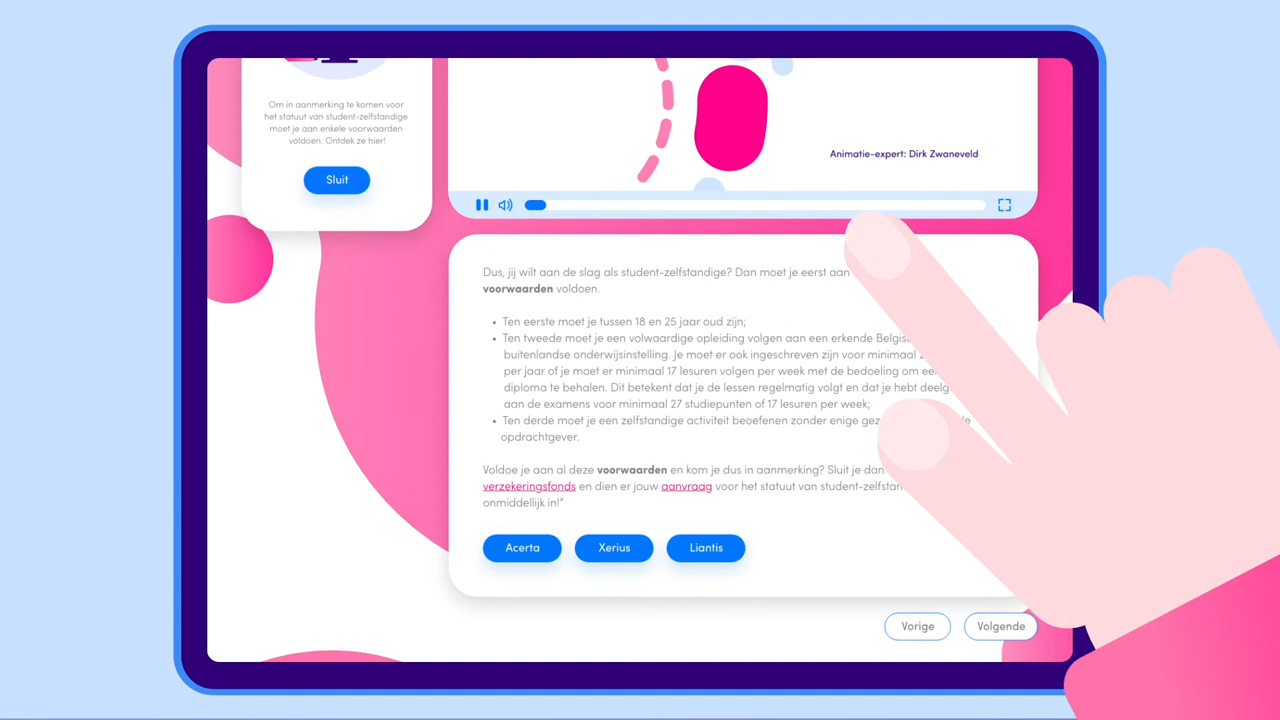 Om in aanmerking te komen voor
het statuut van student-zelfstandige
moet je aan enkele voorwaarden
voldoen. Ontdek ze hier!
Sluit
Animatie-expert: Dirk Zwaneveld
Dus, jij wilt aan de slag als student-zelfstandige? Dan moet je eerst aan
voorwaarden voldoen.
• Ten eerste moet je tussen 18 en 25 jaar oud zijn;
• Ten tweede moet je een volwaardige opleiding volgen aan een erkende
buitenlandse onderwijsinstelling. Je moet er ook ingeschreven zijn voor minimaal
per jaar of je moet er minimaal 17 lesuren volgen per week met de bedoeling om
diploma te behalen. Dit betekent dat je de lessen regelmatig volgt en dat je hebt
aan de examens voor minimaal 27 studiepunten of 17 lesuren per week;
• Ten derde moet je een zelfstandige activiteit beoefenen zonder enige
opdrachtgever.
Voldoe je aan al deze voorwaarden en kom je dus in aanmerking? Sluit je dan
verzekeringsfonds en dien er jouw aanvraag voor het statuut van
onmiddellijk in!"
Acerta
Xerius
Liantis
Vorige
Volgende